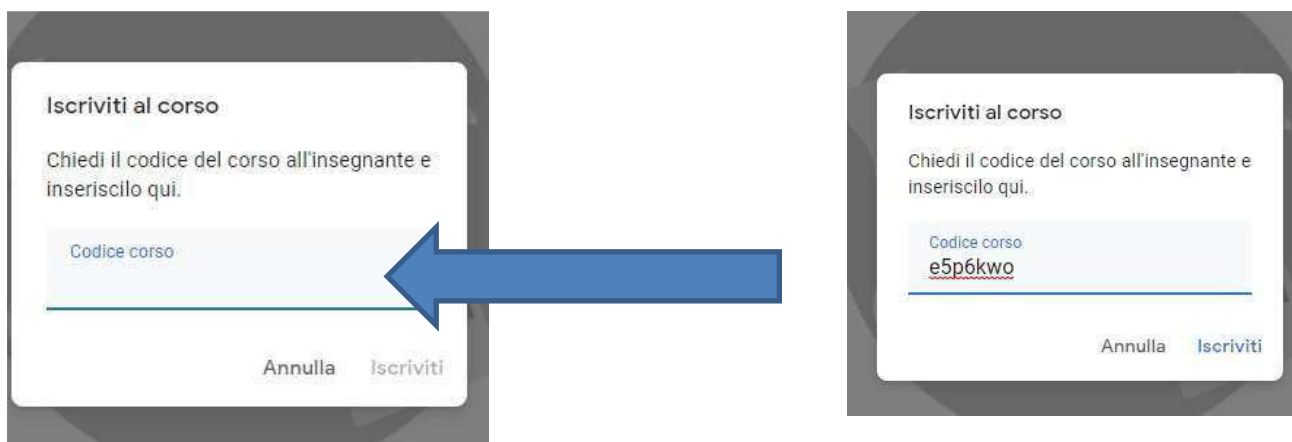 Iscriviti al corso
Chiedi il codice del corso all'insegnante e
inseriscilo qui.
Codice corso
Annulla Iscriviti
Iscriviti al corso
Chiedi il codice del corso all'insegnante e
inseriscilo qui.
Codice corso
e5p6kwo
Annulla Iscriviti